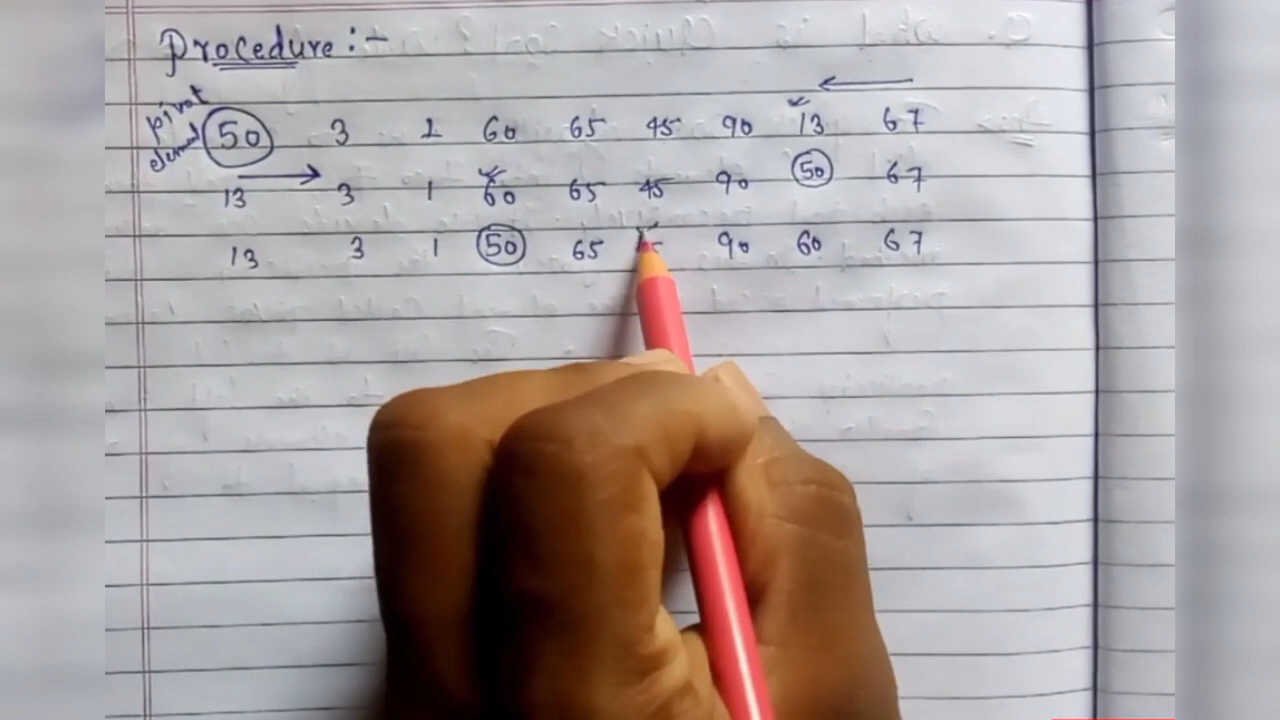 Procedure :-
pivot
element
50 3 1 60 65 45 90 13 67
13 3 1 60 65 45 90 50 67
13 3 1 50 65 90 60 67